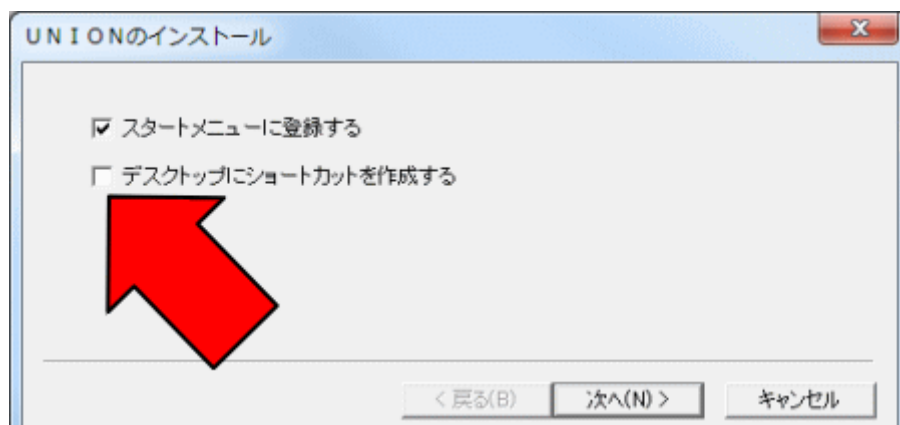 ＵＮＩＯＮのインストール
スタートメニューに登録する
デスクトップにショートカットを作成する
< 戻る(B) 次へ(N) > キャンセル